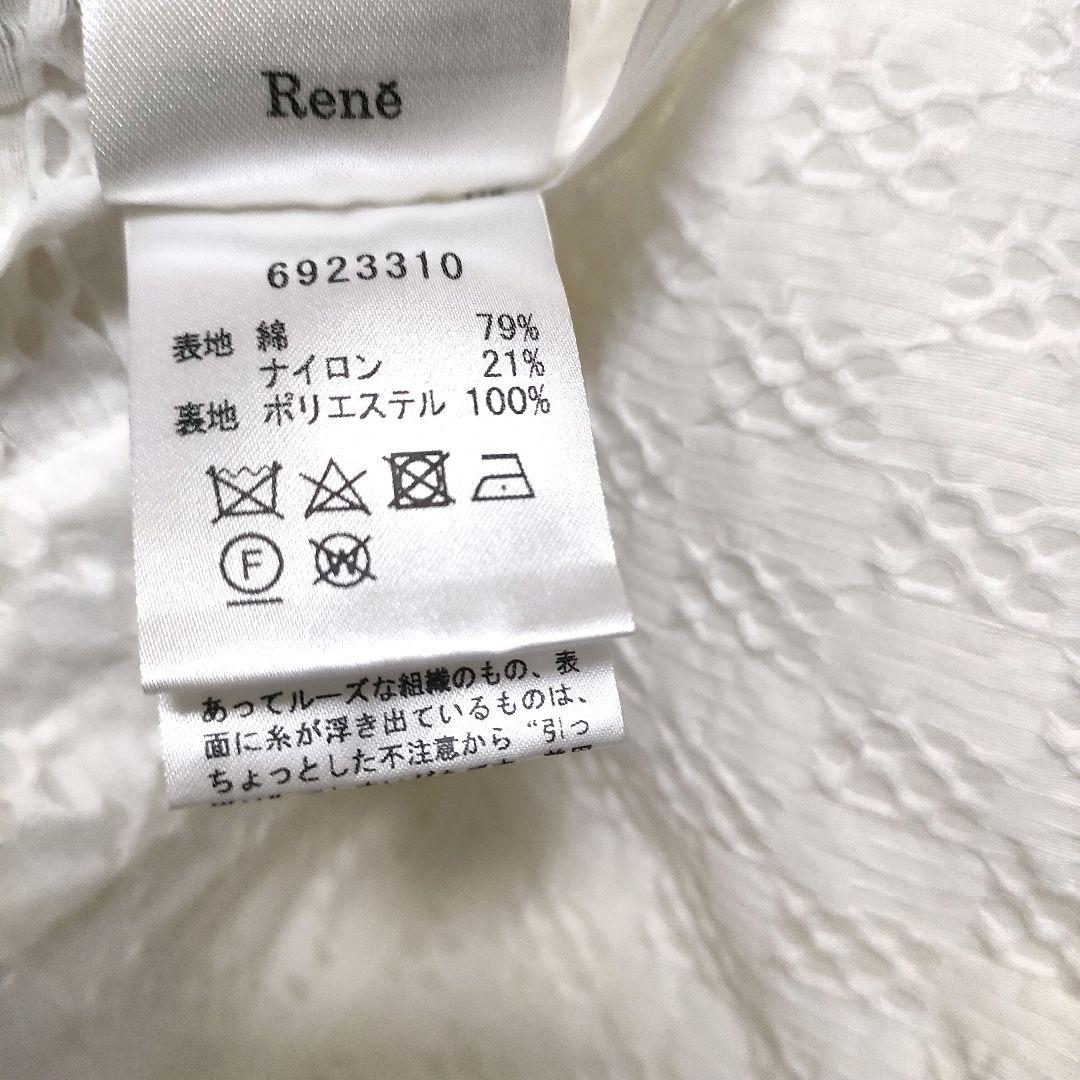 Renĕ
6923310
表地 綿 79%
ナイロン 21%
裏地 ポリエステル 100%
F
W
あってルーズな組織のもの、表
面に糸が浮き出ているものは、
ちょっとした不注意から“引っ